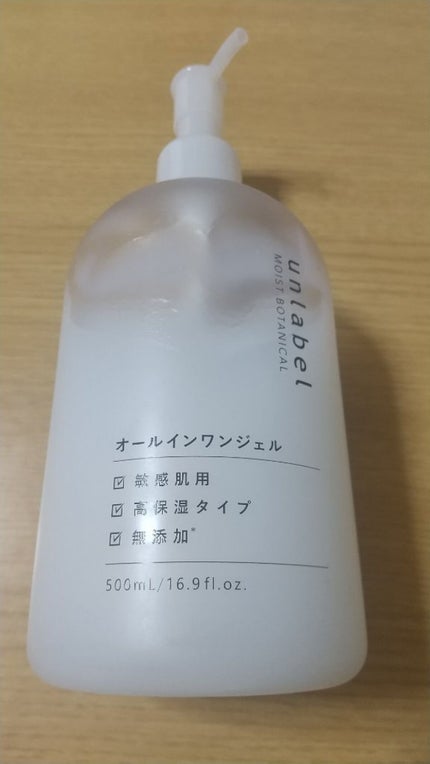 unlabel
MOIST BOTANICAL
オールインワンジェル
☑ 敏感肌用
☑ 高保湿タイプ
☑ 無添加*
500mL/16.9fl.oz.